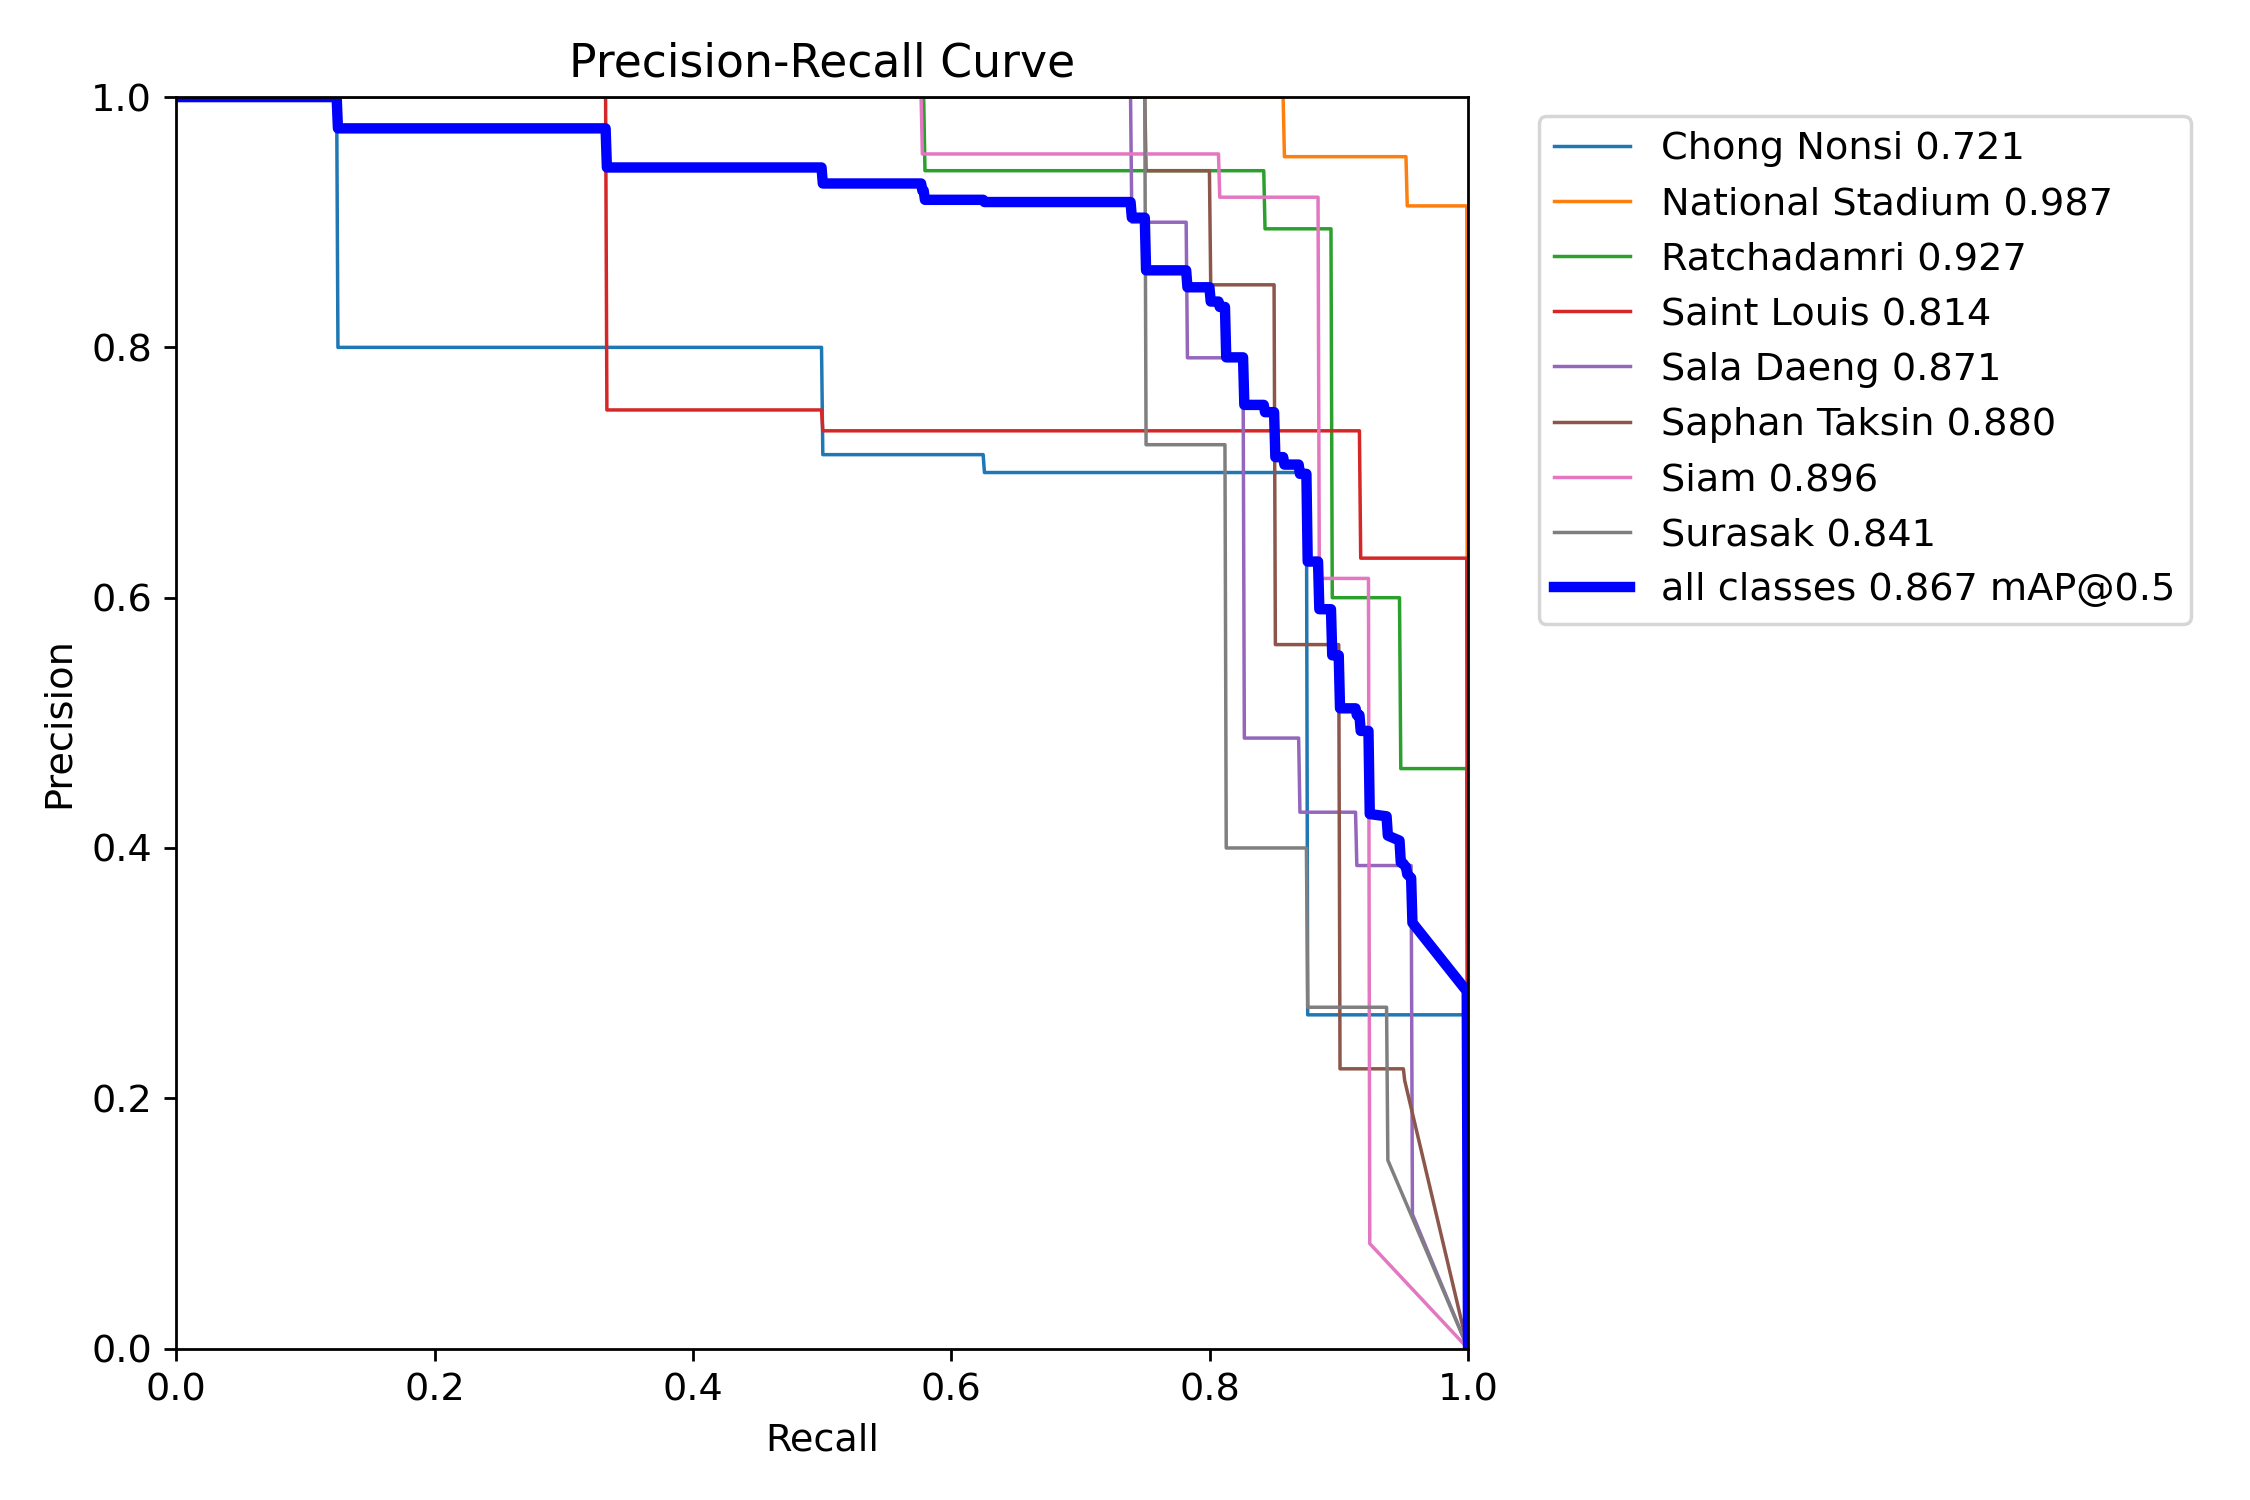 Precision-Recall Curve
1.0
0.8
0.6
0.4
0.2
0.0
Precision
0.0 0.2 0.4 0.6 0.8 1.0
Recall
Chong Nonsi 0.721
National Stadium 0.987
Ratchadamri 0.927
Saint Louis 0.814
Sala Daeng 0.871
Saphan Taksin 0.880
Siam 0.896
Surasak 0.841
all classes 0.867 mAP@0.5